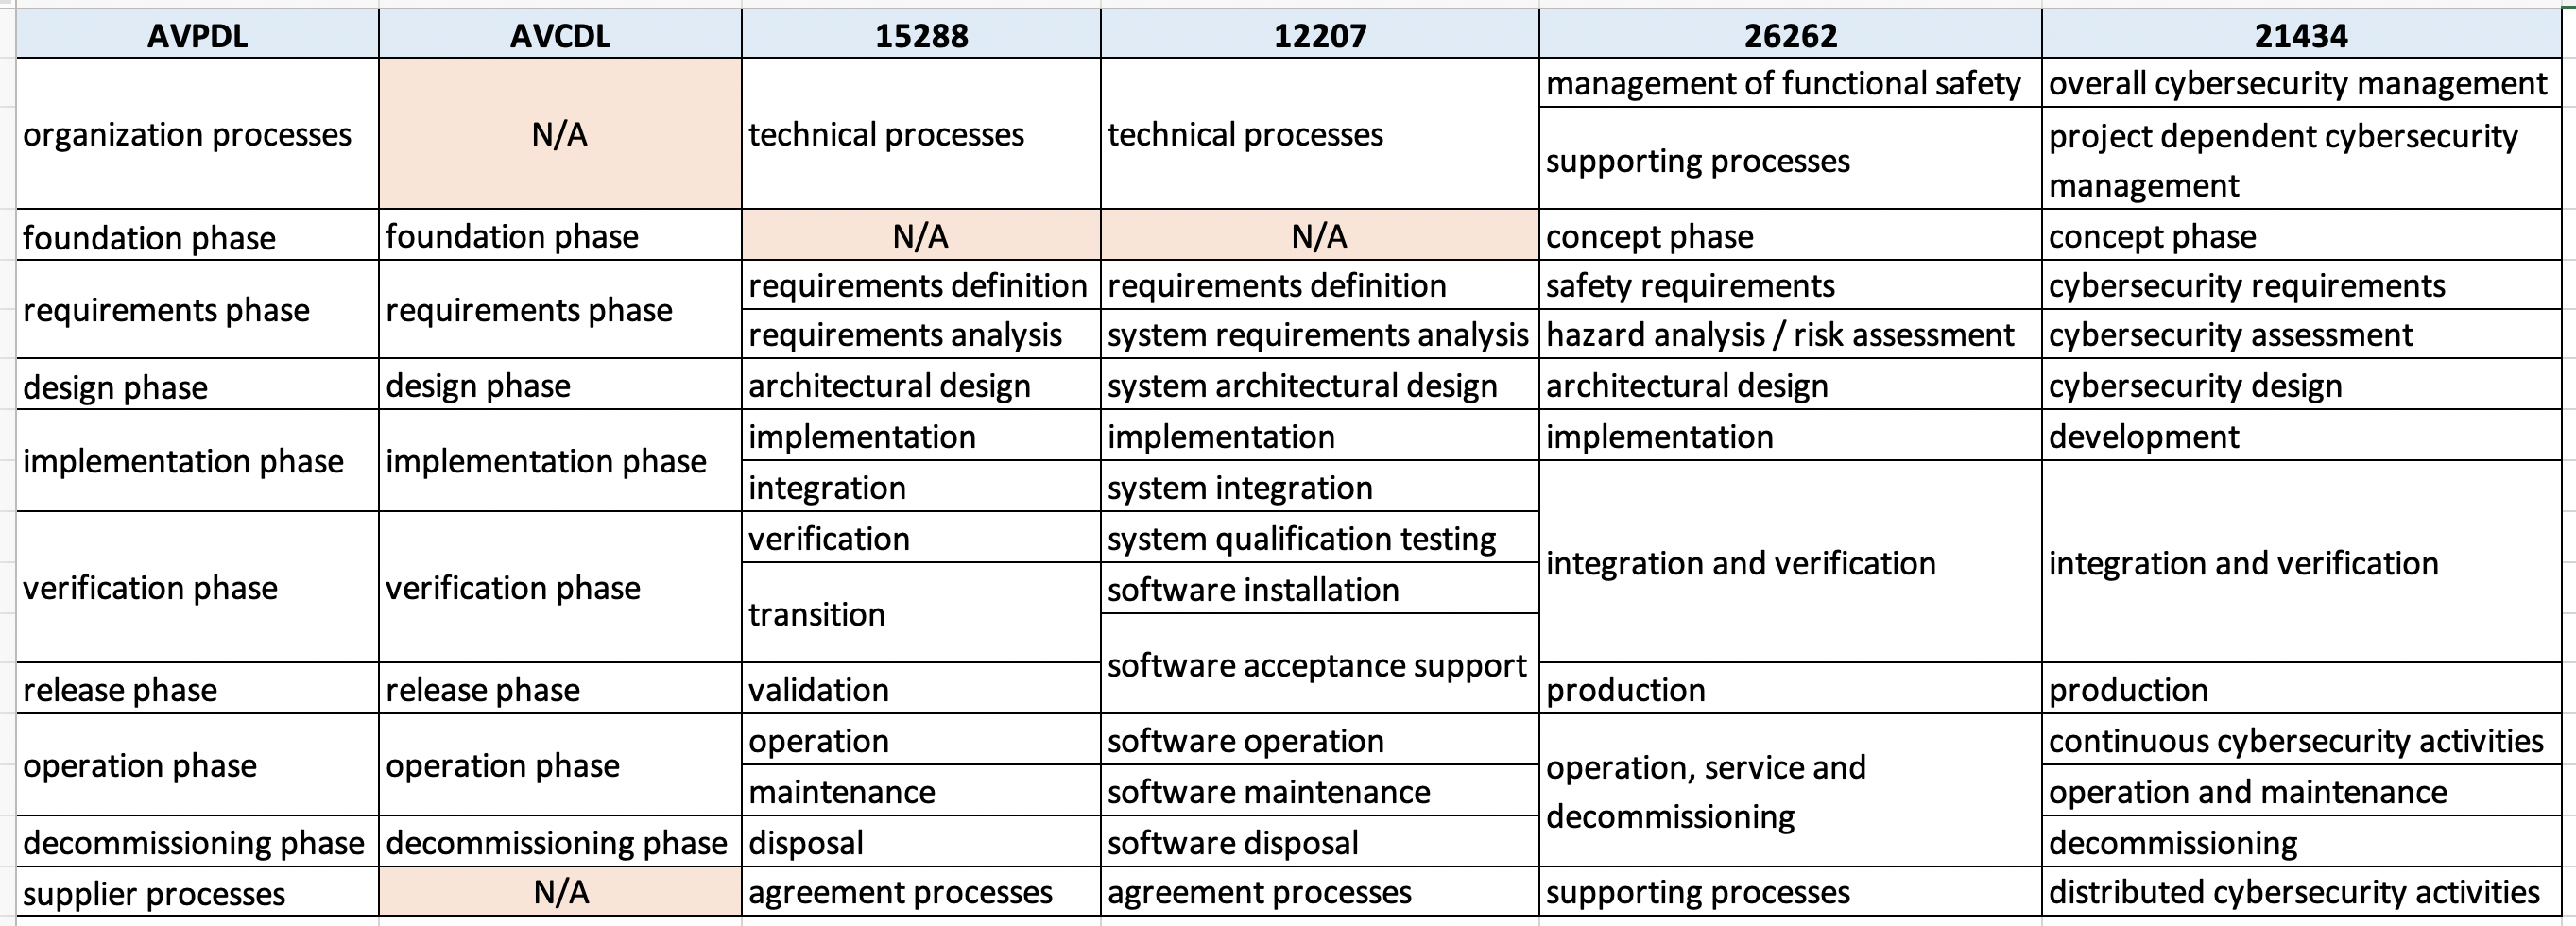 AVPDL AVCDL 15288 12207 26262 21434
organization processes N/A technical processes technical processes management of functional safety overall cybersecurity management
supporting processes project dependent cybersecurity
management
foundation phase foundation phase N/A N/A concept phase concept phase
requirements phase requirements phase requirements definition requirements definition safety requirements cybersecurity requirements
requirements analysis system requirements analysis hazard analysis / risk assessment cybersecurity assessment
design phase design phase architectural design system architectural design architectural design cybersecurity design
implementation phase implementation phase implementation implementation implementation development
integration system integration integration and verification integration and verification
verification phase verification phase verification system qualification testing
transition software installation
software acceptance support
release phase release phase validation production production
operation phase operation phase operation software operation operation, service and continuous cybersecurity activities
maintenance software maintenance decommissioning operation and maintenance
decommissioning phase decommissioning phase disposal software disposal decommissioning
supplier processes N/A agreement processes agreement processes supporting processes distributed cybersecurity activities